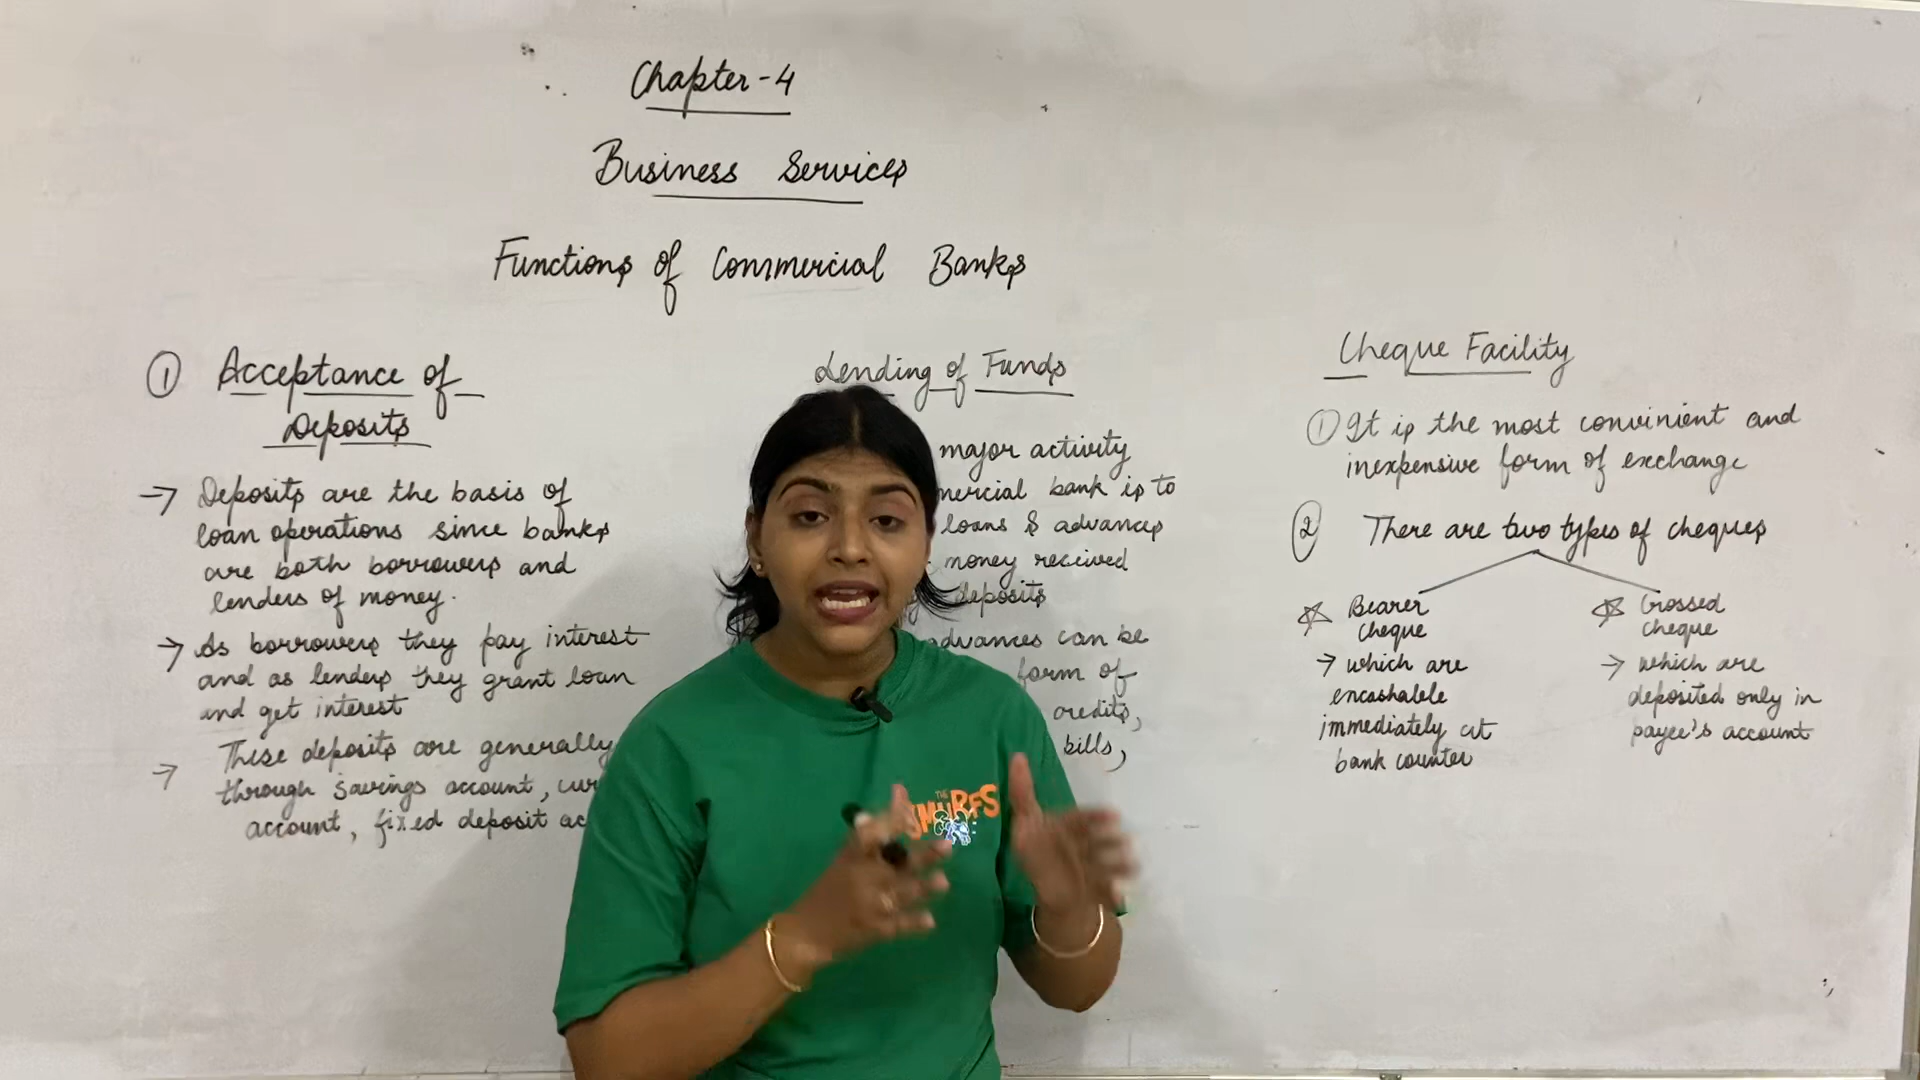 Chapter-4
Business Services
Functions of Commercial Banks
① Acceptance of
Deposits
→ Deposits are the basis of
loan operations since banks
are both borrowers and
lenders of money.
→ As borrowers they pay interest
and as lenders they grant loan
and get interest
→ These deposits are generally
through savings account,
account, fixed deposit
Lending of Funds
major activity
bank is to
loans & advances
money received
deposits
advances can be
form of
credits,
bills,
Cheque Facility
① It is the most convinient and
inexpensive form of exchange
② There are two types of cheques
☆ Bearer
cheque
→ which are
encashable
immediately at
bank counter
☆ Crossed
cheque
→ which are
deposited only in
payee's account
THE
SMURFS